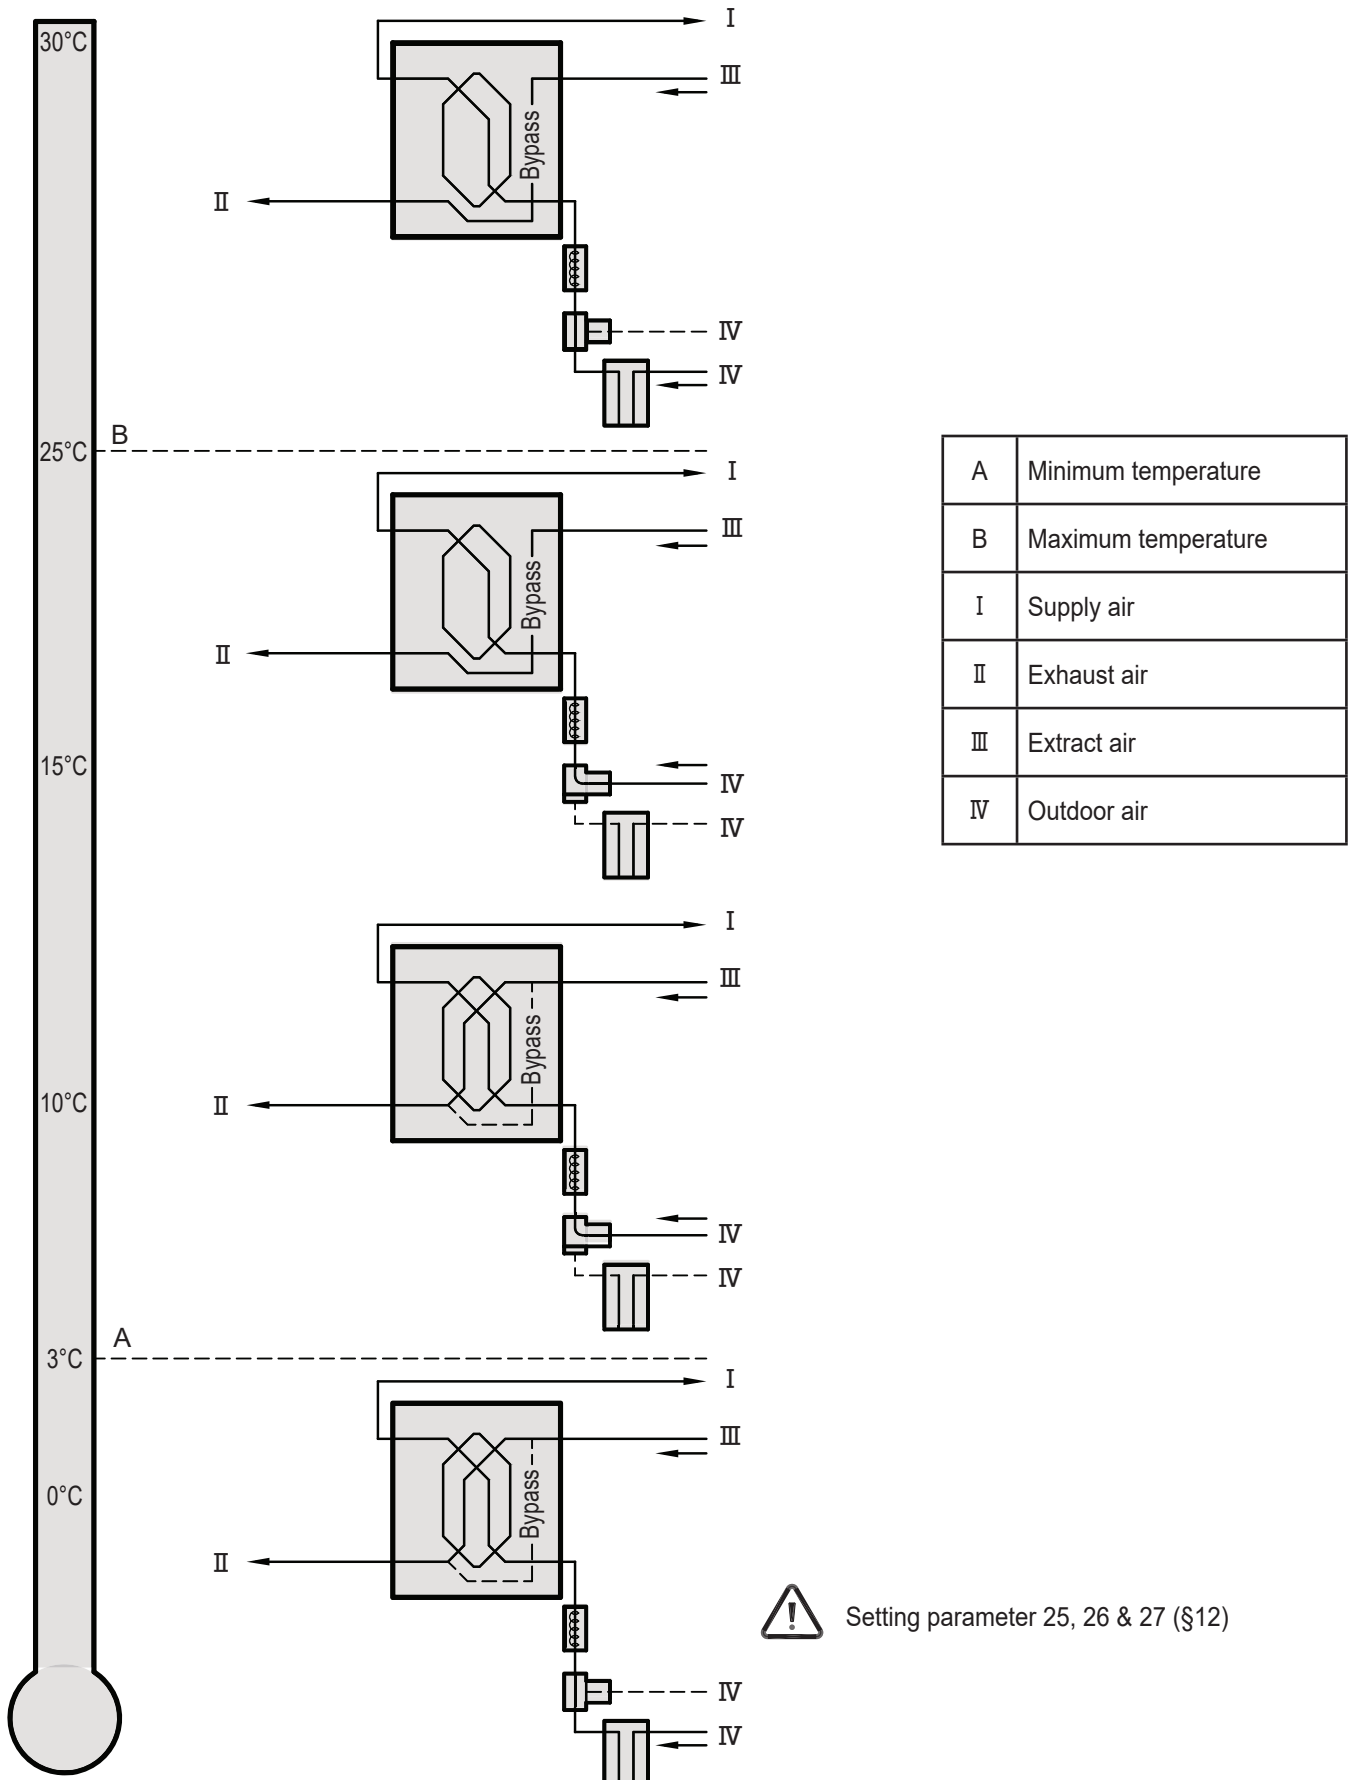 30°C
I
III
Bypass
II
IV
IV
25°C
B
I
III
Bypass
II
15°C
IV
IV
I
III
Bypass
10°C
II
IV
IV
3°C
A
I
III
Bypass
0°C
II
IV
IV
A Minimum temperature
B Maximum temperature
I Supply air
II Exhaust air
III Extract air
IV Outdoor air
Setting parameter 25, 26 & 27 (§12)